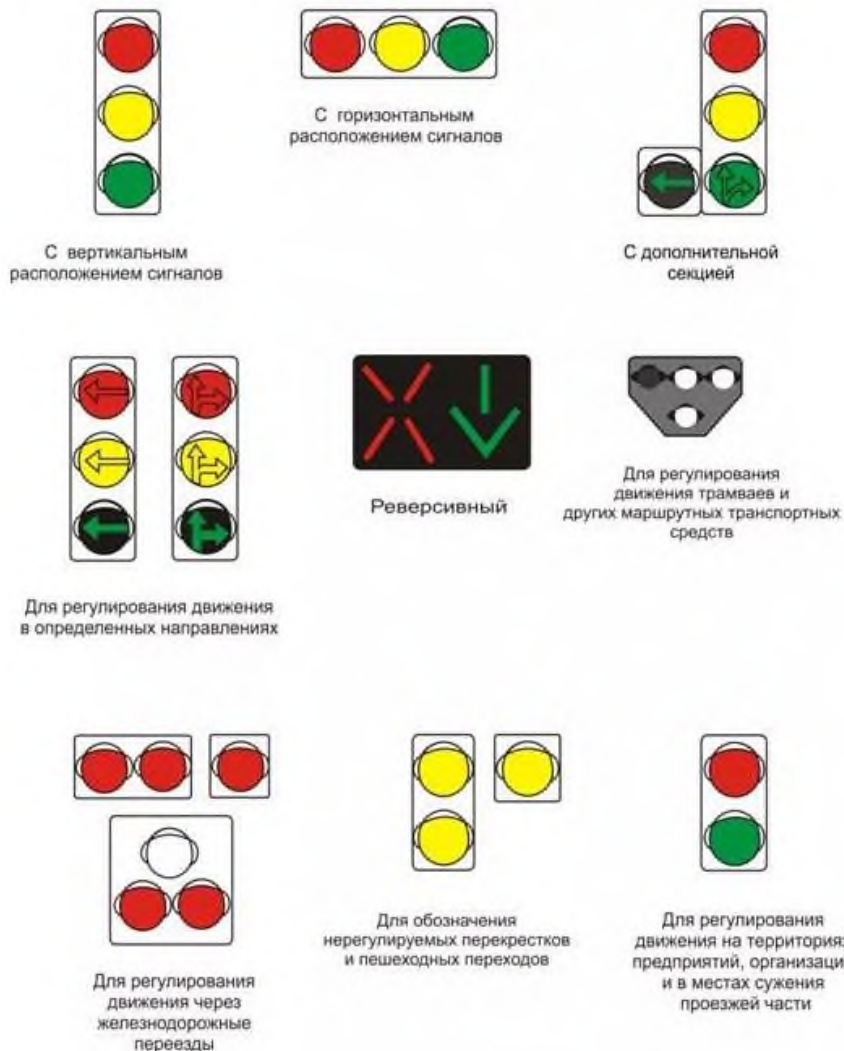 С вертикальным
расположением сигналов
С горизонтальным
расположением сигналов
С дополнительной
секцией
Для регулирования движения
в определенных направлениях
Реверсивный
Для регулирования
движения трамваев и
других маршрутных транспортных
средств
Для регулирования
движения через
железнодорожные
переезды
Для обозначения
нерегулируемых перекрестков
и пешеходных переходов
Для регулирования
движения на территориях
предприятий, организаци
и в местах сужения
проезжей части